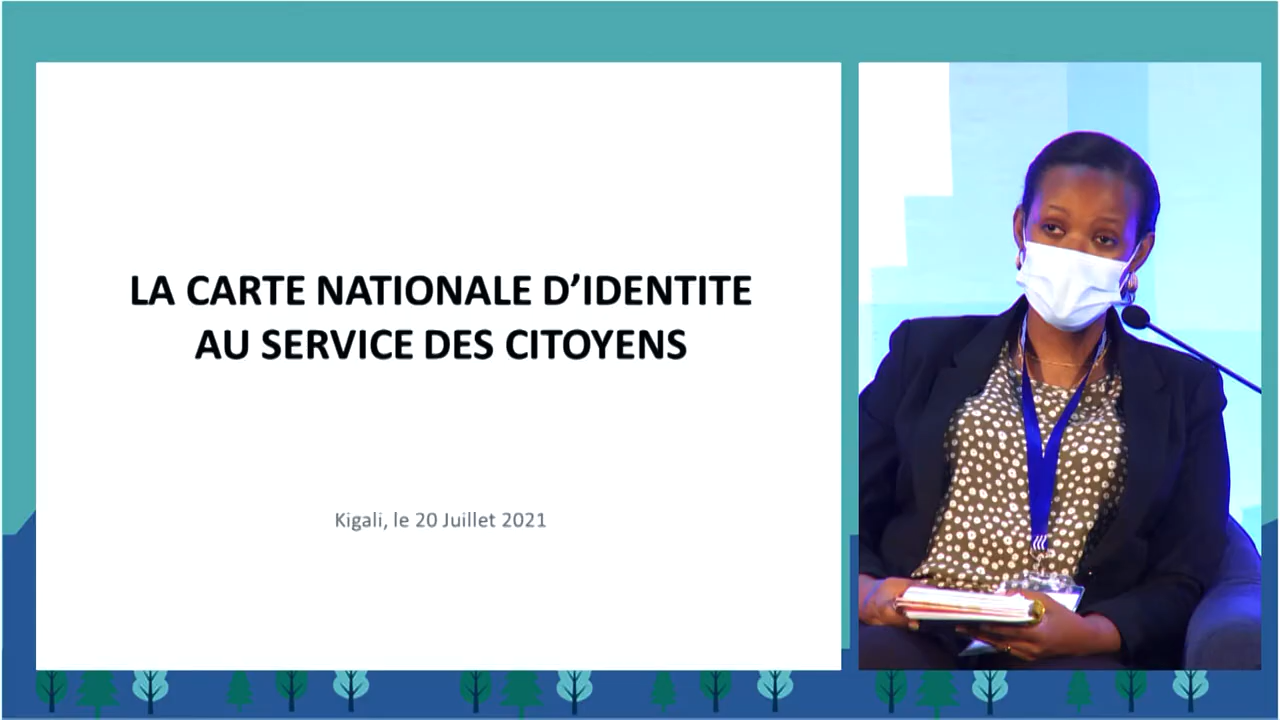 LA CARTE NATIONALE D’IDENTITE
AU SERVICE DES CITOYENS
Kigali, le 20 Juillet 2021